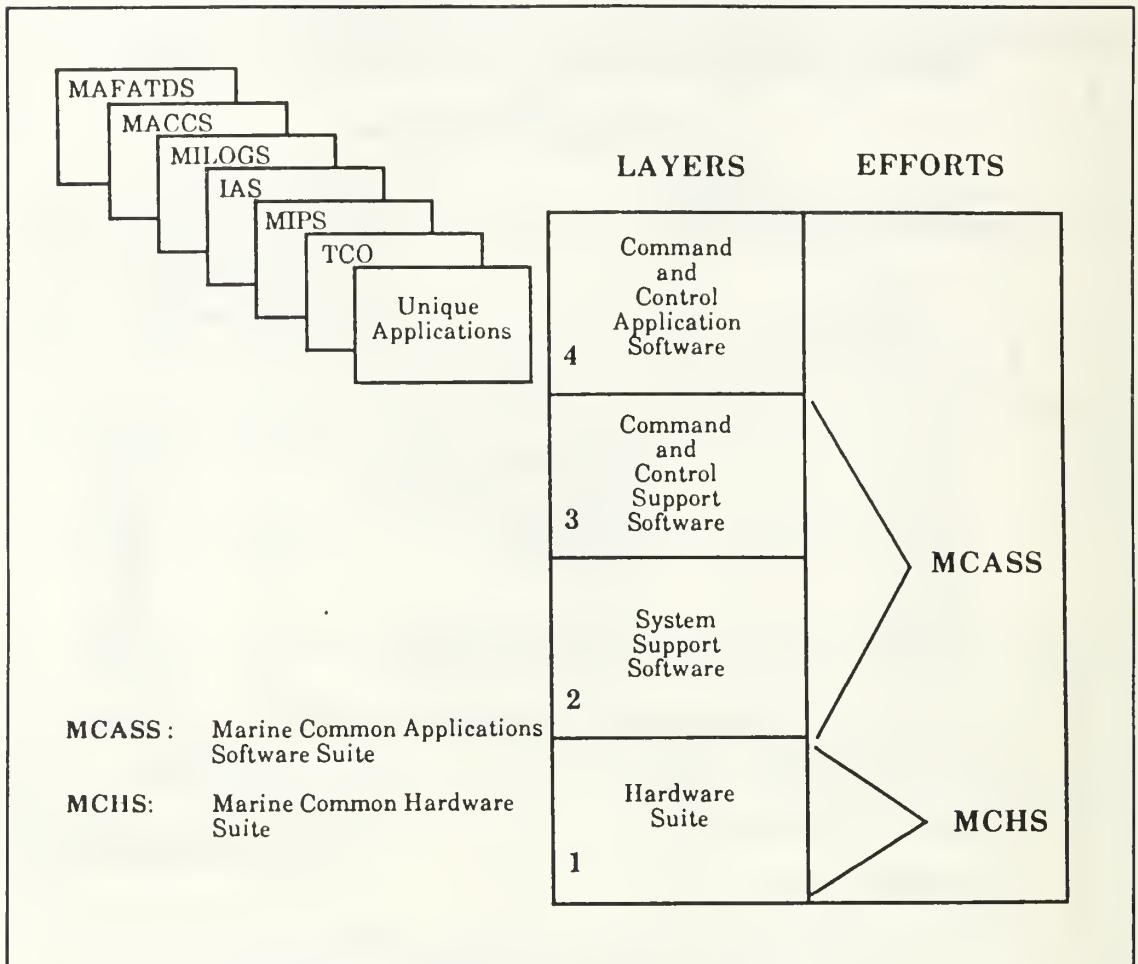 MAFATDS
MACCS
MILOGS
IAS
MIPS
TCO
Unique
Applications
LAYERS
EFFORTS
Command
and
Control
Application
Software
4
Command
and
Control
Support
Software
3
MCASS
System
Support
Software
2
Hardware
Suite
1
MCHS
MCASS: Marine Common Applications
Software Suite
MCHS: Marine Common Hardware
Suite